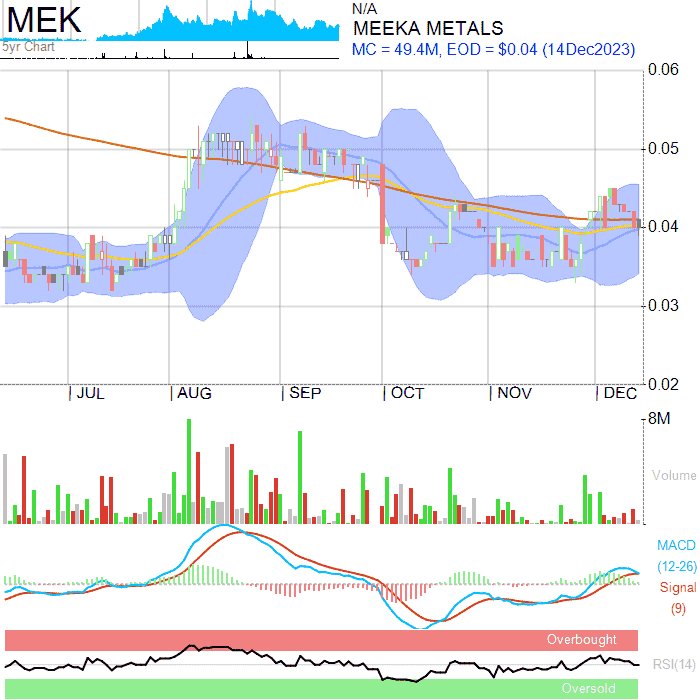 MEK
5yr Chart
N/A
MEEKA METALS
MC = 49.4M, EOD = $0.04 (14Dec2023)
0.06
0.05
0.04
0.03
0.02
JUL AUG SEP OCT NOV DEC
8M
Volume
MACD
(12-26)
Signal
(9)
Overbought
RSI(14)
Oversold